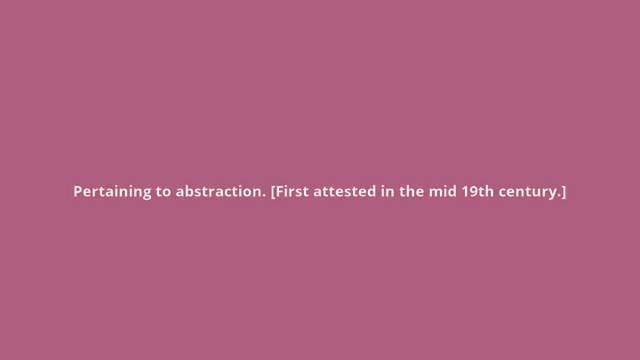 Pertaining to abstraction. [First attested in the mid 19th century.]